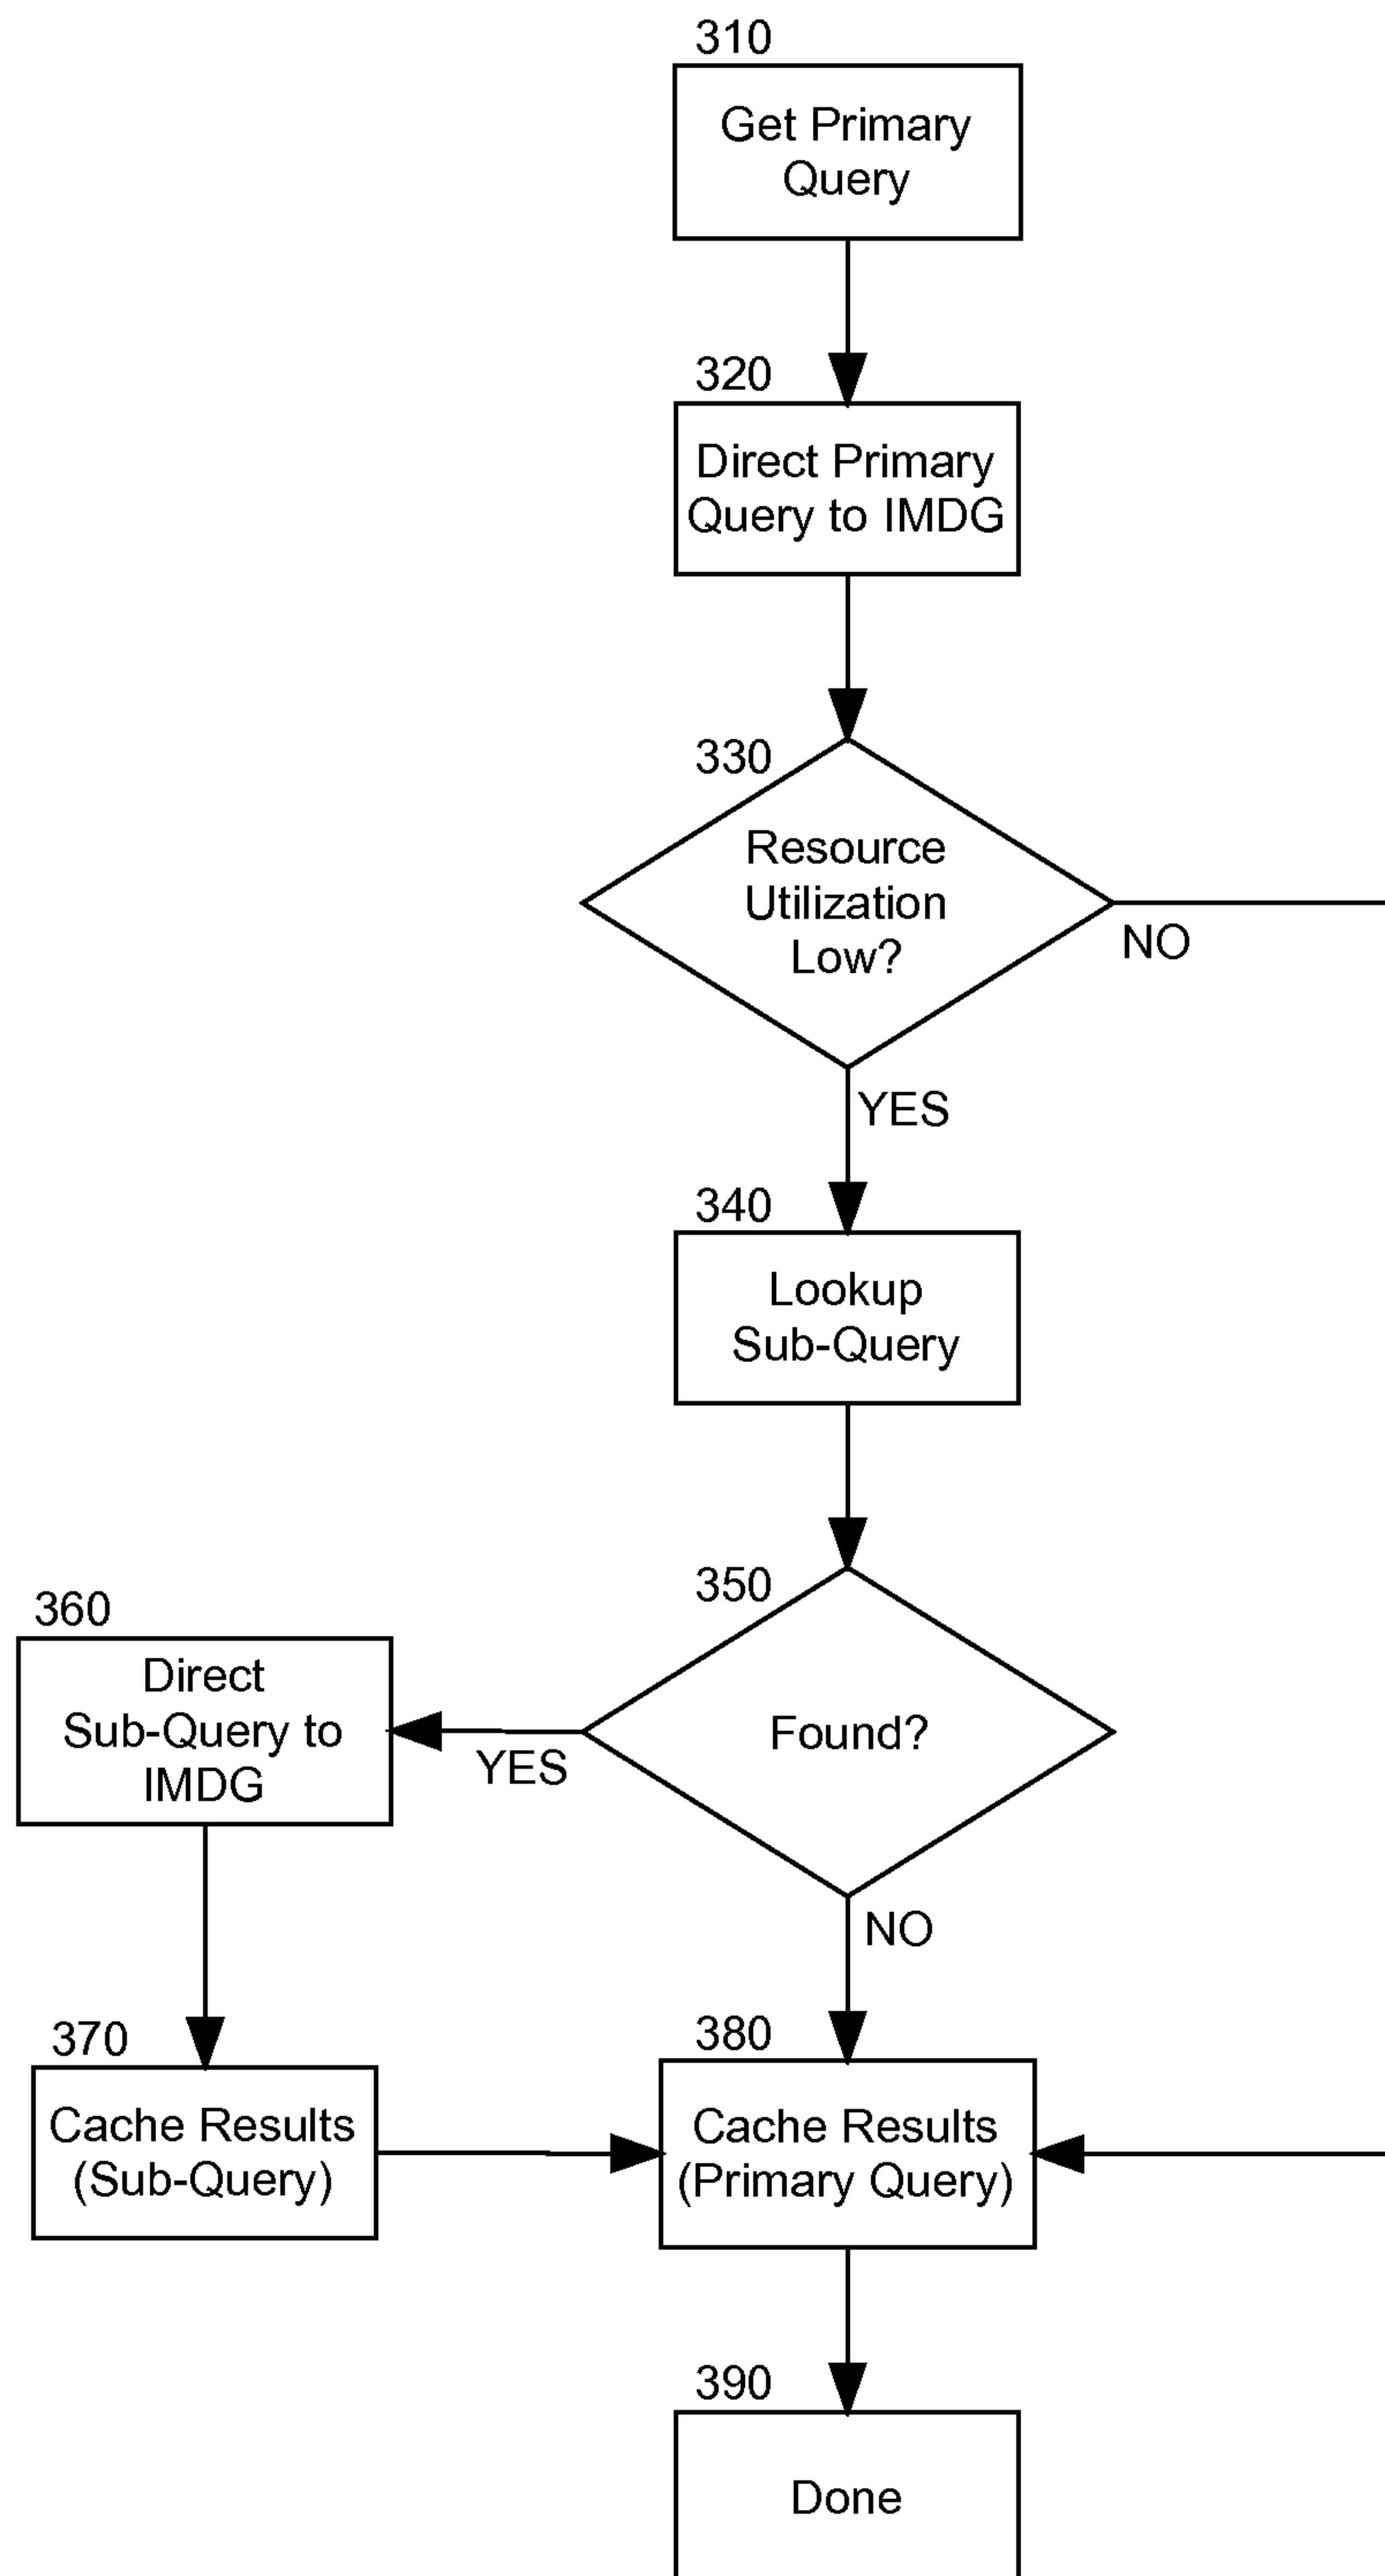 310
Get Primary
Query
320
Direct Primary
Query to IMDG
330
Resource
Utilization
Low?
NO
YES
340
Lookup
Sub-Query
350
Found?
YES
NO
360
Direct
Sub-Query to
IMDG
370
Cache Results
(Sub-Query)
380
Cache Results
(Primary Query)
390
Done